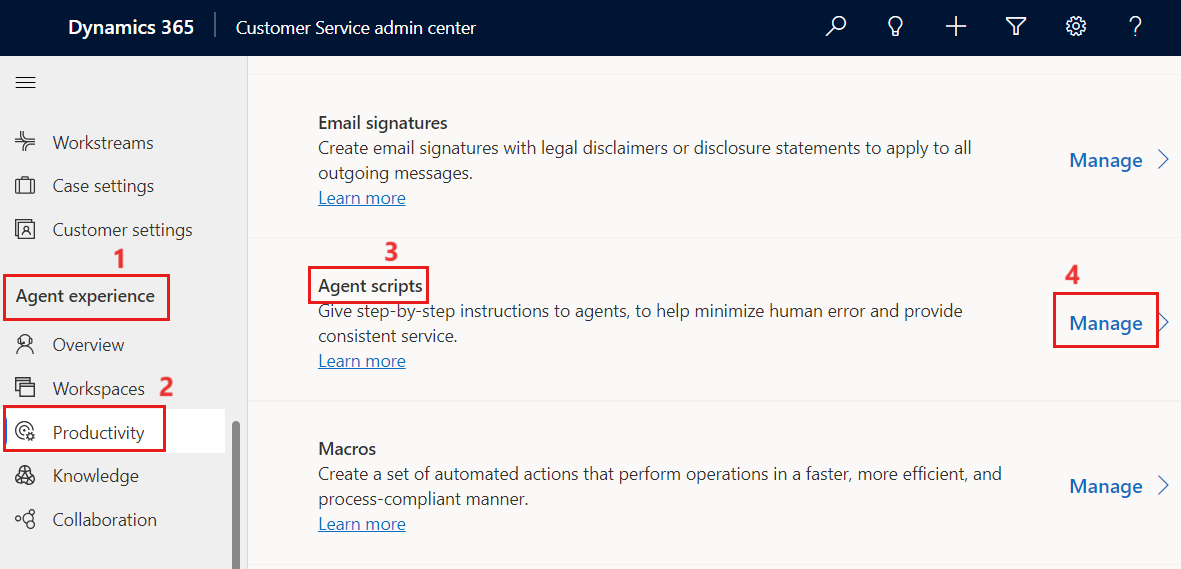 Dynamics 365
Customer Service admin center
Workstreams
Case settings
Customer settings
1
Agent experience
Overview
Workspaces
2
Productivity
Knowledge
Collaboration
Email signatures
Create email signatures with legal disclaimers or disclosure statements to apply to all
outgoing messages.
Learn more
Manage
3
Agent scripts
Give step-by-step instructions to agents, to help minimize human error and provide
consistent service.
Learn more
4
Manage
Macros
Create a set of automated actions that perform operations in a faster, more efficient, and
process-compliant manner.
Learn more
Manage